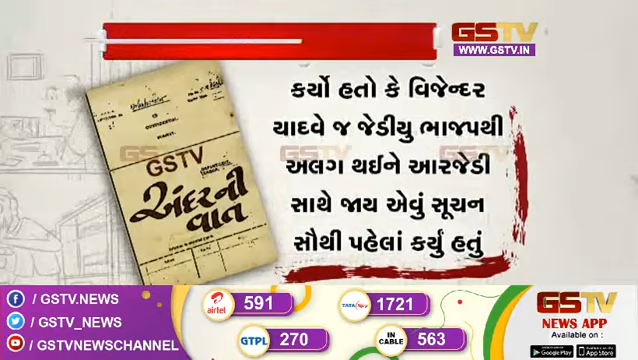 GSTV
WWW.GSTV.IN
કર્યો હતો કે વિજેન્દર
યાદવે જ જેડીયુ ભાજપથી
અલગ થઈને આરજેડી
સાથે જાય એવું સૂચન
સૌથી પહેલાં કર્યું હતું
GSTV
અંદરની
વાત
/ GSTV.NEWS
/ GSTV_NEWS
/ GSTVNEWSCHANNEL
airtel 591
TATA 1721
GTPL 270
IN CABLE 563
GSTV
NEWS APP
Available on :
Google Play
App Store